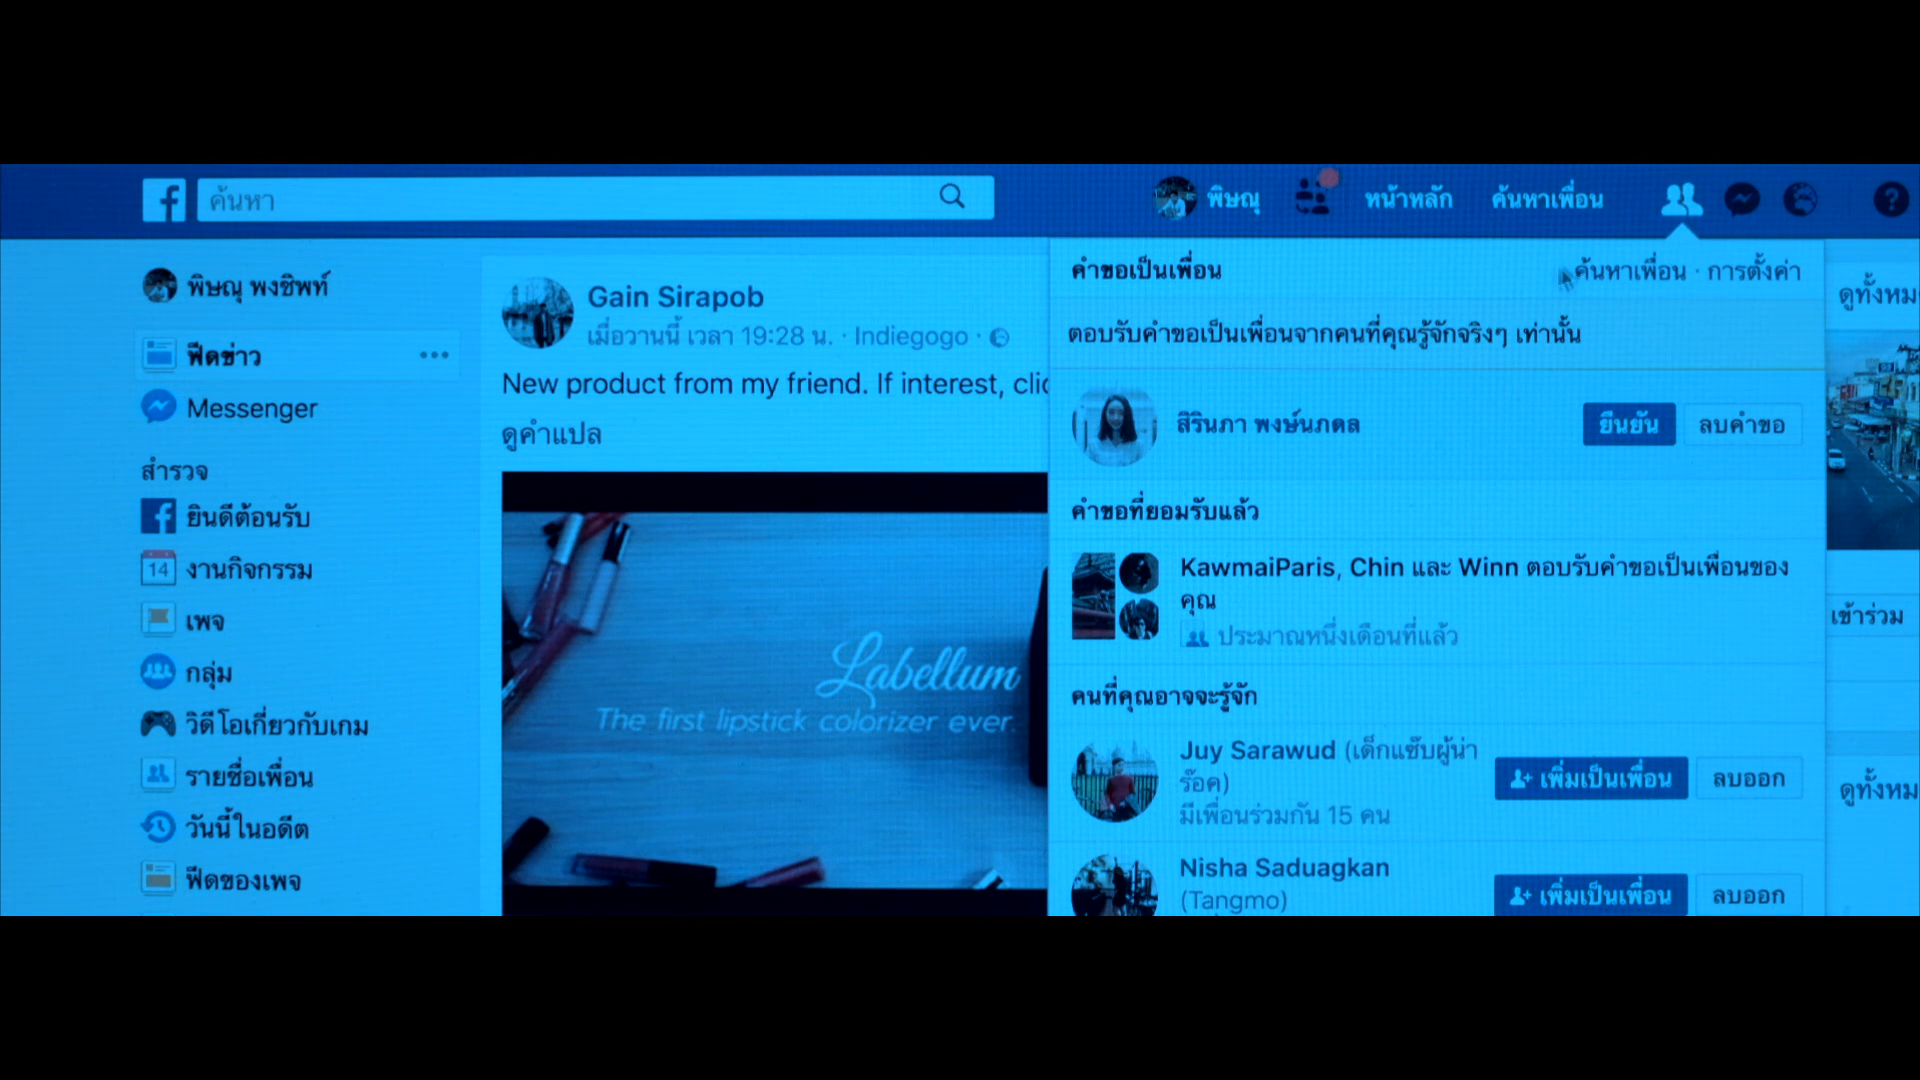 ค้นหา
พิษณุ
หน้าหลัก
ค้นหาเพื่อน
?
พิษณุ พงชิพท์
ฟีดข่าว
Messenger
สำรวจ
ยินดีต้อนรับ
14
งานกิจกรรม
เพจ
กลุ่ม
วิดีโอเกี่ยวกับเกม
รายชื่อเพื่อน
วันนี้ในอดีต
ฟีดของเพจ
Gain Sirapob
เมื่อวานนี้ เวลา 19:28 น. · Indiegogo ·
New product from my friend. If interest, clic
ดูคำแปล
Labellum
The first lipstick colorizer ever.
คำขอเป็นเพื่อน
ค้นหาเพื่อน · การตั้งค่า
ตอบรับคำขอเป็นเพื่อนจากคนที่คุณรู้จักจริงๆ เท่านั้น
สิรินภา พงษ์นภดล
ยืนยัน
ลบคำขอ
คำขอที่ยอมรับแล้ว
KawmaiParis, Chin และ Winn ตอบรับคำขอเป็นเพื่อนของ
คุณ
ประมาณหนึ่งเดือนที่แล้ว
คนที่คุณอาจจะรู้จัก
Juy Sarawud (เด็กแซ๊บผู้น่า
ร๊อค)
มีเพื่อนร่วมกัน 15 คน
เพิ่มเป็นเพื่อน
ลบออก
Nisha Saduagkan
(Tangmo)
เพิ่มเป็นเพื่อน
ลบออก
ดูทั้งหม
เข้าร่วม
ดูทั้งหม